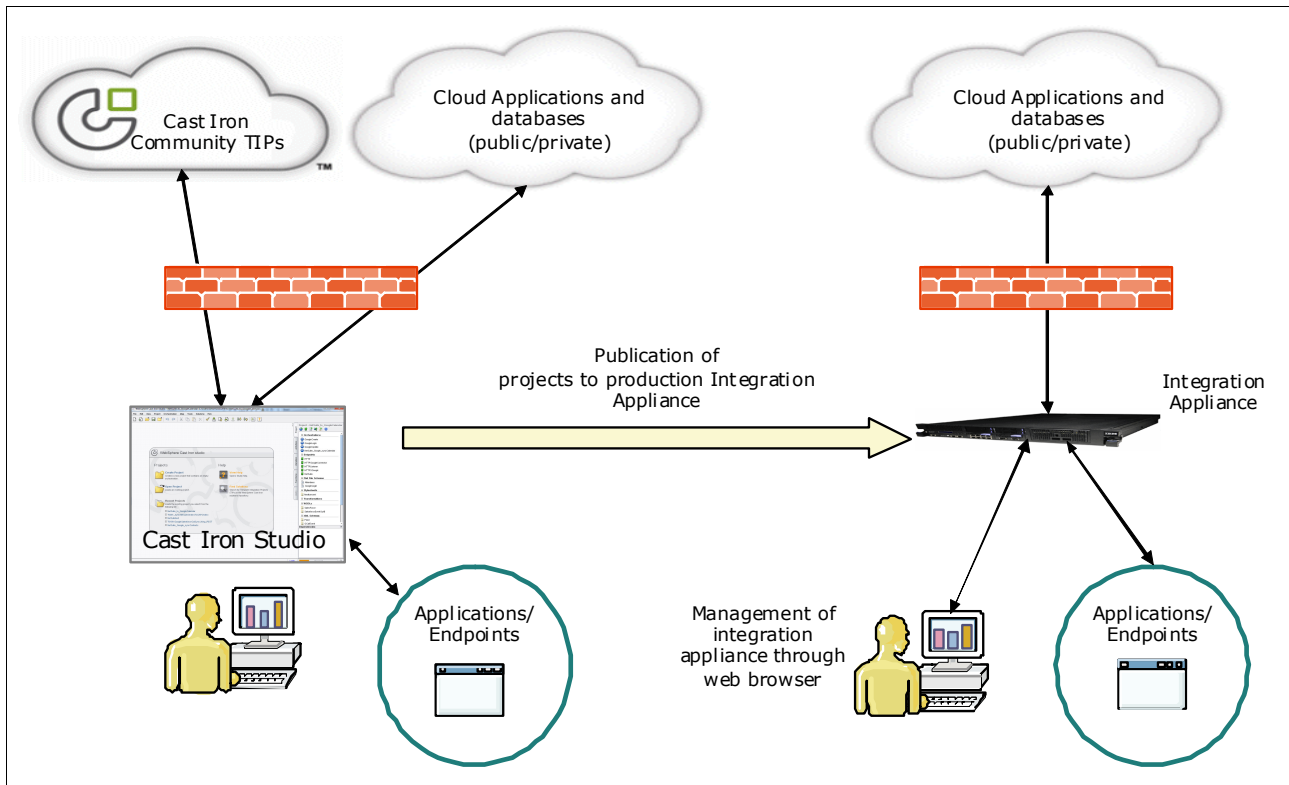 Cast Iron
Community TIPs
TM
Cloud Applications and
databases
(public/private)
Cloud Applications and
databases
(public/private)
Publication of
projects to production Integration
Appliance
Integration
Appliance
Cast Iron Studio
Applications/
Endpoints
Management of
integration
appliance through
web browser
Applications/
Endpoints